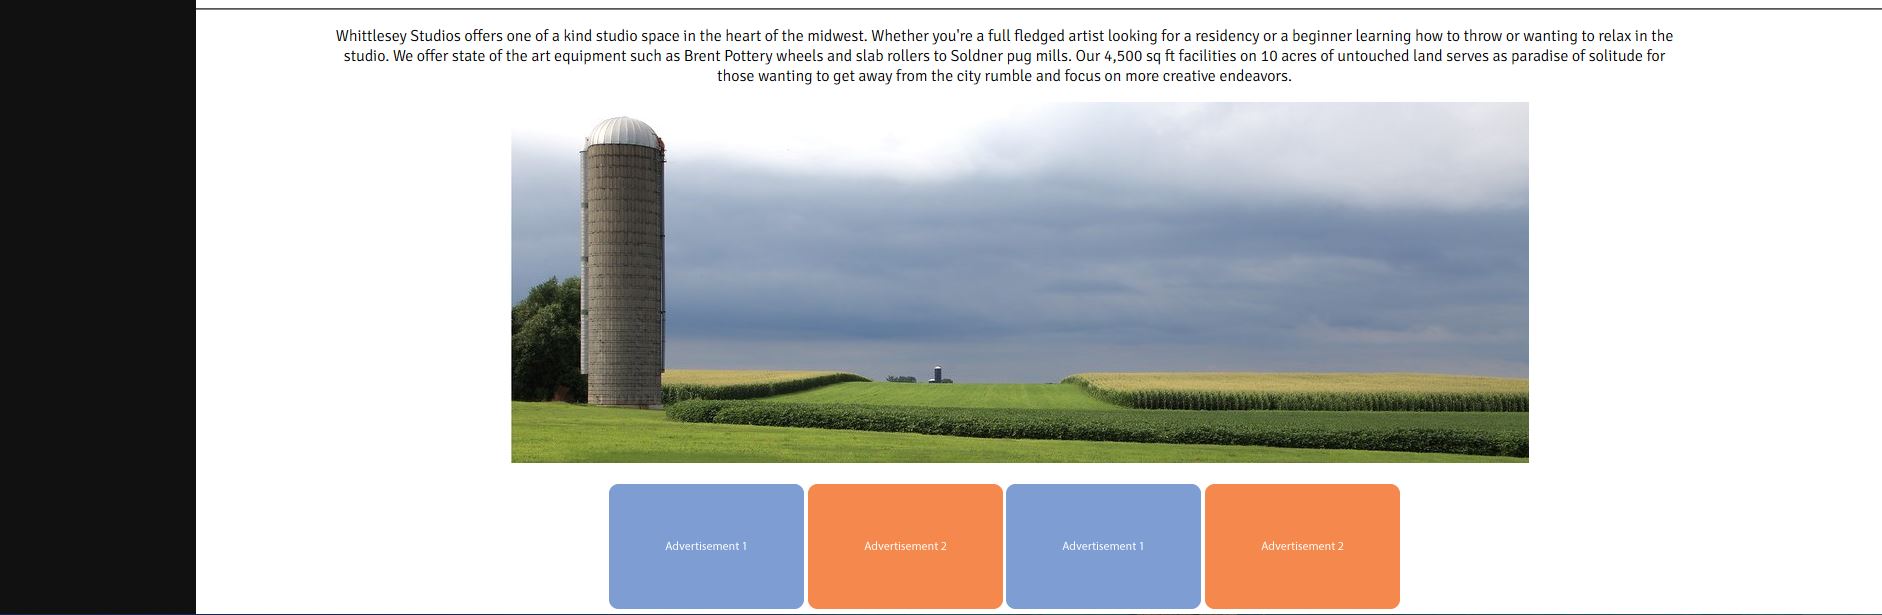 Whittlesey Studios offers one of a kind studio space in the heart of the midwest. Whether you're a full fledged artist looking for a residency or a beginner learning how to throw or wanting to relax in the
studio. We offer state of the art equipment such as Brent Pottery wheels and slab rollers to Soldner pug mills. Our 4,500 sq ft facilities on 10 acres of untouched land serves as paradise of solitude for
those wanting to get away from the city rumble and focus on more creative endeavors.
Advertisement 1
Advertisement 2
Advertisement 1
Advertisement 2